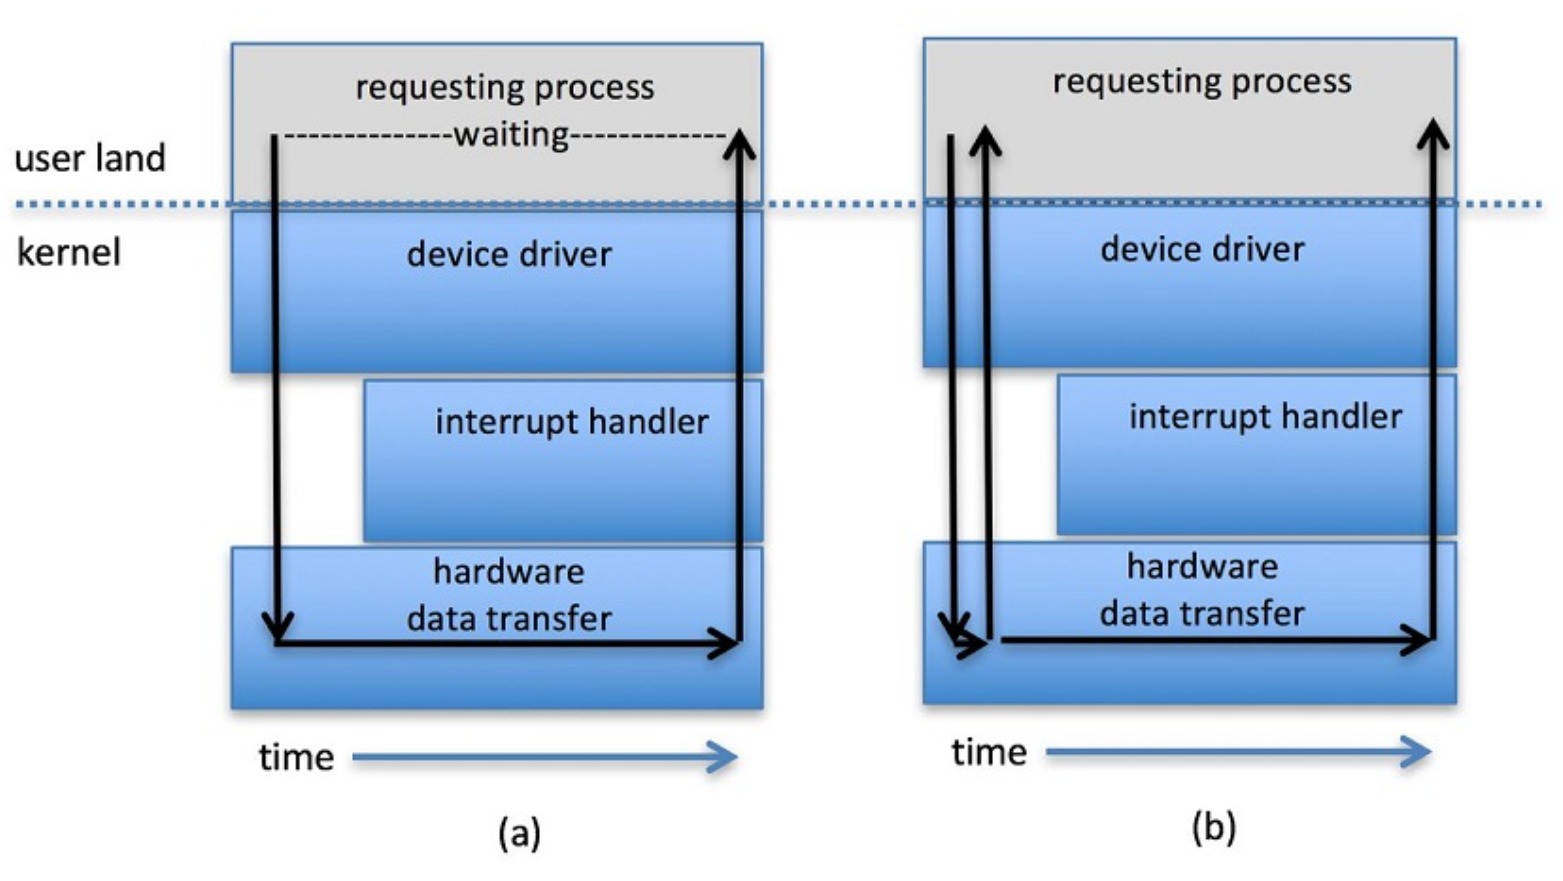 requesting process
waiting
user land
kernel
device driver
interrupt handler
hardware
data transfer
time
(a)
requesting process
device driver
interrupt handler
hardware
data transfer
time
(b)